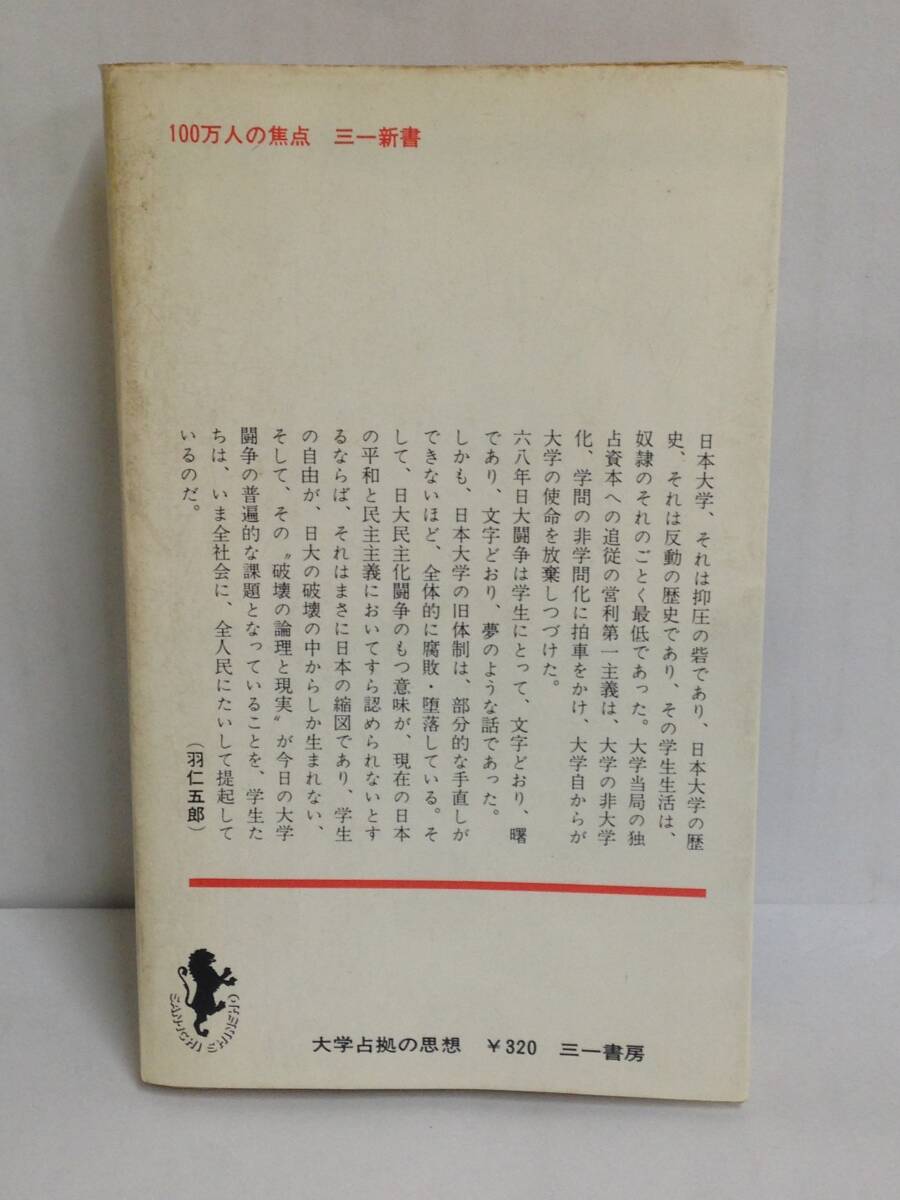 100万人の焦点 三一新書
日本大学、それは抑圧の砦であり、日本大学の歴
史、それは反動の歴史であり、その学生生活は、
奴隷のそれのごとく最低であった。大学当局の独
占資本への追従の営利第一主義は、大学の非大学
化、学問の非学問化に拍車をかけ、大学自からが
大学の使命を放棄しつづけた。
六八年日大闘争は学生にとって、文字どおり、曙
であり、文字どおり、夢のような話であった。
しかも、日本大学の旧体制は、部分的な手直しが
できないほど、全体的に腐敗・堕落している。そ
して、日大民主化闘争のもつ意味が、現在の日本
の平和と民主主義においてすら認められないとす
るならば、それはまさに日本の縮図であり、学生
の自由が、日大の破壊の中からしか生まれない、
そして、その〝破壊の論理と現実〟が今日の大学
闘争の普遍的な課題となっていることを、学生た
ちは、いま全社会に、全人民にたいして提起して
いるのだ。
(羽仁五郎)
SAN-ICHI SHINSHO
大学占拠の思想 ¥320 三一書房